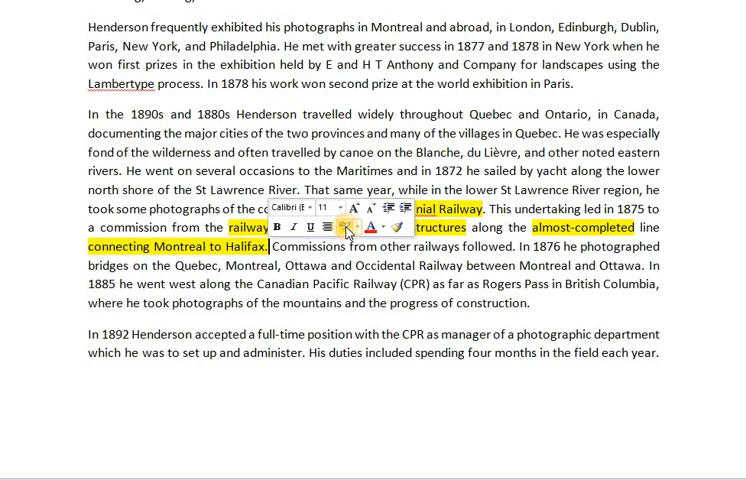 Henderson frequently exhibited his photographs in Montreal and abroad, in London, Edinburgh, Dublin,
Paris, New York, and Philadelphia. He met with greater success in 1877 and 1878 in New York when he
won first prizes in the exhibition held by E and H T Anthony and Company for landscapes using the
Lambertype process. In 1878 his work won second prize at the world exhibition in Paris.
In the 1890s and 1880s Henderson travelled widely throughout Quebec and Ontario, in Canada,
documenting the major cities of the two provinces and many of the villages in Quebec. He was especially
fond of the wilderness and often travelled by canoe on the Blanche, du Lièvre, and other noted eastern
rivers. He went on several occasions to the Maritimes and in 1872 he sailed by yacht along the lower
north shore of the St Lawrence River. That same year, while in the lower St Lawrence River region, he
took some photographs of the co nial Railway. This undertaking led in 1875 to
Calibri (E 11 A A
a commission from the railway tructures along the almost-completed line
B I U A
connecting Montreal to Halifax. Commissions from other railways followed. In 1876 he photographed
bridges on the Quebec, Montreal, Ottawa and Occidental Railway between Montreal and Ottawa. In
1885 he went west along the Canadian Pacific Railway (CPR) as far as Rogers Pass in British Columbia,
where he took photographs of the mountains and the progress of construction.
In 1892 Henderson accepted a full-time position with the CPR as manager of a photographic department
which he was to set up and administer. His duties included spending four months in the field each year.